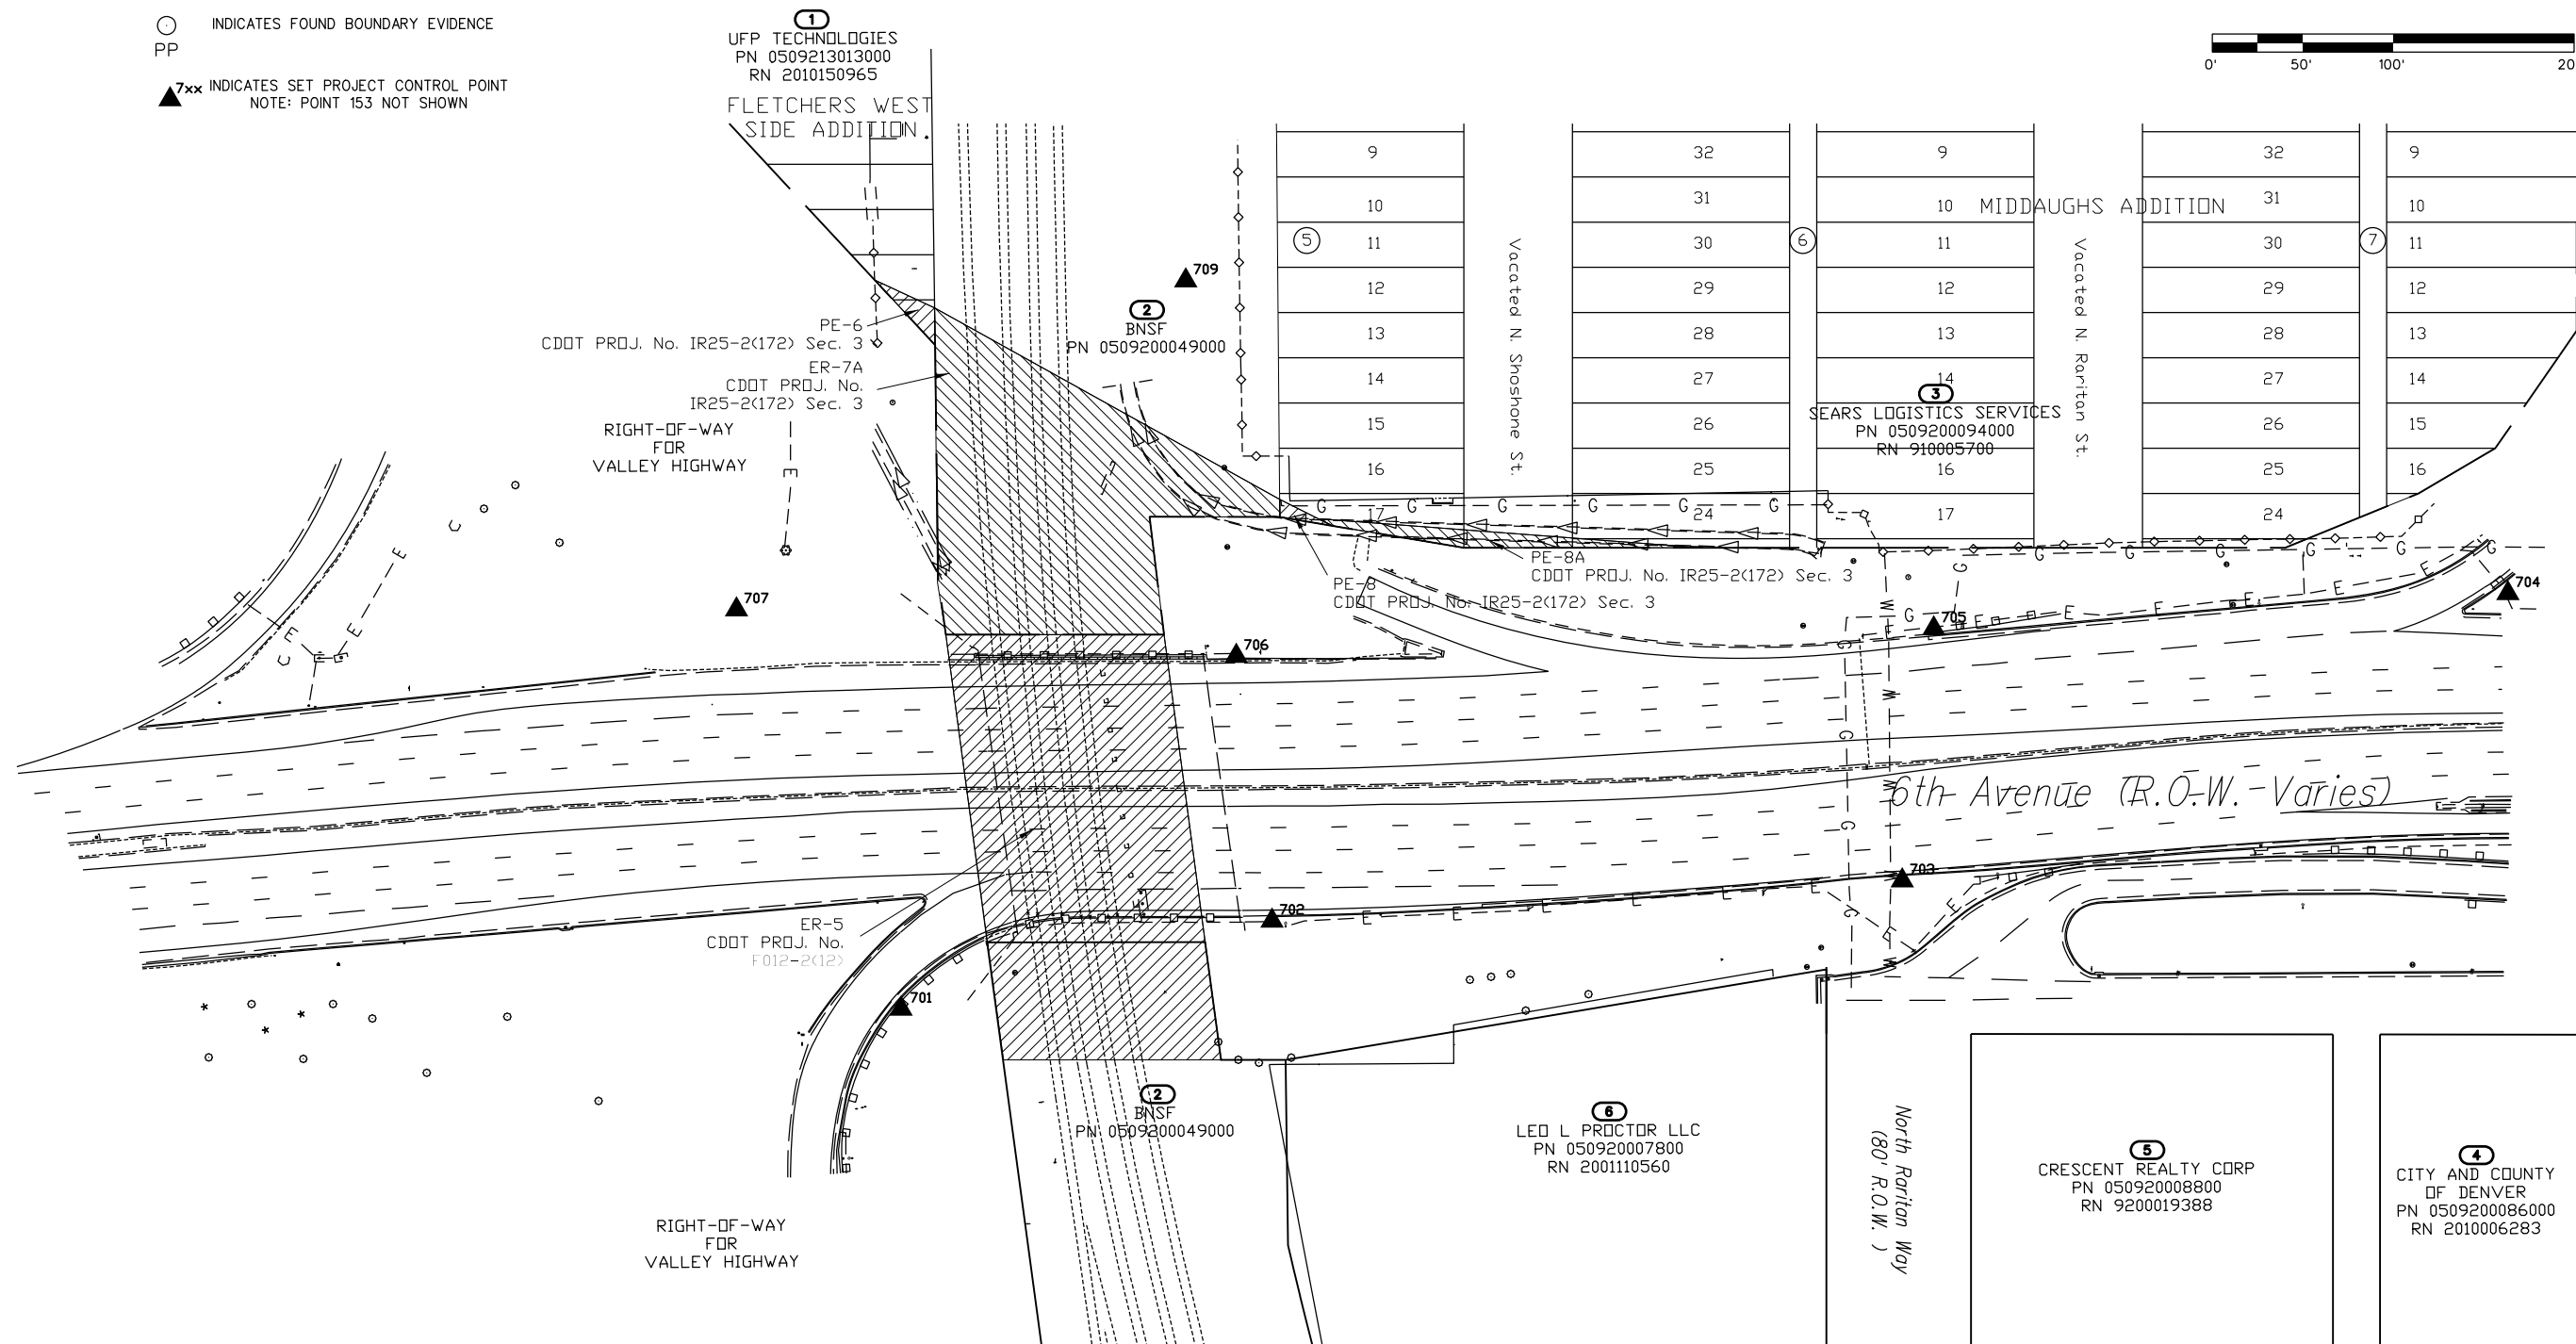 INDICATES FOUND BOUNDARY EVIDENCE
PP
7xx INDICATES SET PROJECT CONTROL POINT
NOTE: POINT 153 NOT SHOWN
1
UFP TECHNOLOGIES
PN 0509213013000
RN 2010150965
FLETCHERS WEST
SIDE ADDITION
0' 50' 100' 20
9 32 9 32 9
10 31 10 MIDDAUGHS ADDITION 31 10
5 11 30 6 11 30 7 11
12 29 12 29 12
13 28 13 28 13
14 27 14 27 14
15 26 26 15
16 25 16 25 16
17 24 17 24
Vacated N. Shoshone St.
Vacated N. Raritan St.
709
2
BNSF
PN 0509200049000
3
SEARS LOGISTICS SERVICES
PN 0509200094000
RN 910005700
PE-6
CDOT PROJ. No. IR25-2(172) Sec. 3
ER-7A
CDOT PROJ. No.
IR25-2(172) Sec. 3
RIGHT-OF-WAY
FOR
VALLEY HIGHWAY
E
G G G G G G
G G G G G
PE-8A
CDOT PROJ. No. IR25-2(172) Sec. 3
PE-8
CDOT PROJ. No. IR25-2(172) Sec. 3
707
706
705
704
C E E C
W G E E E E E
G W G
6th Avenue (R.O.W. Varies)
703
702
701
E E E E E E E
ER-5
CDOT PROJ. No.
F012-2(12)
2
BNSF
PN 0509200049000
6
LEO L PROCTOR LLC
PN 050920007800
RN 2001110560
North Raritan Way
(80' R.O.W. )
5
CRESCENT REALTY CORP
PN 050920008800
RN 9200019388
4
CITY AND COUNTY
OF DENVER
PN 0509200086000
RN 2010006283
RIGHT-OF-WAY
FOR
VALLEY HIGHWAY